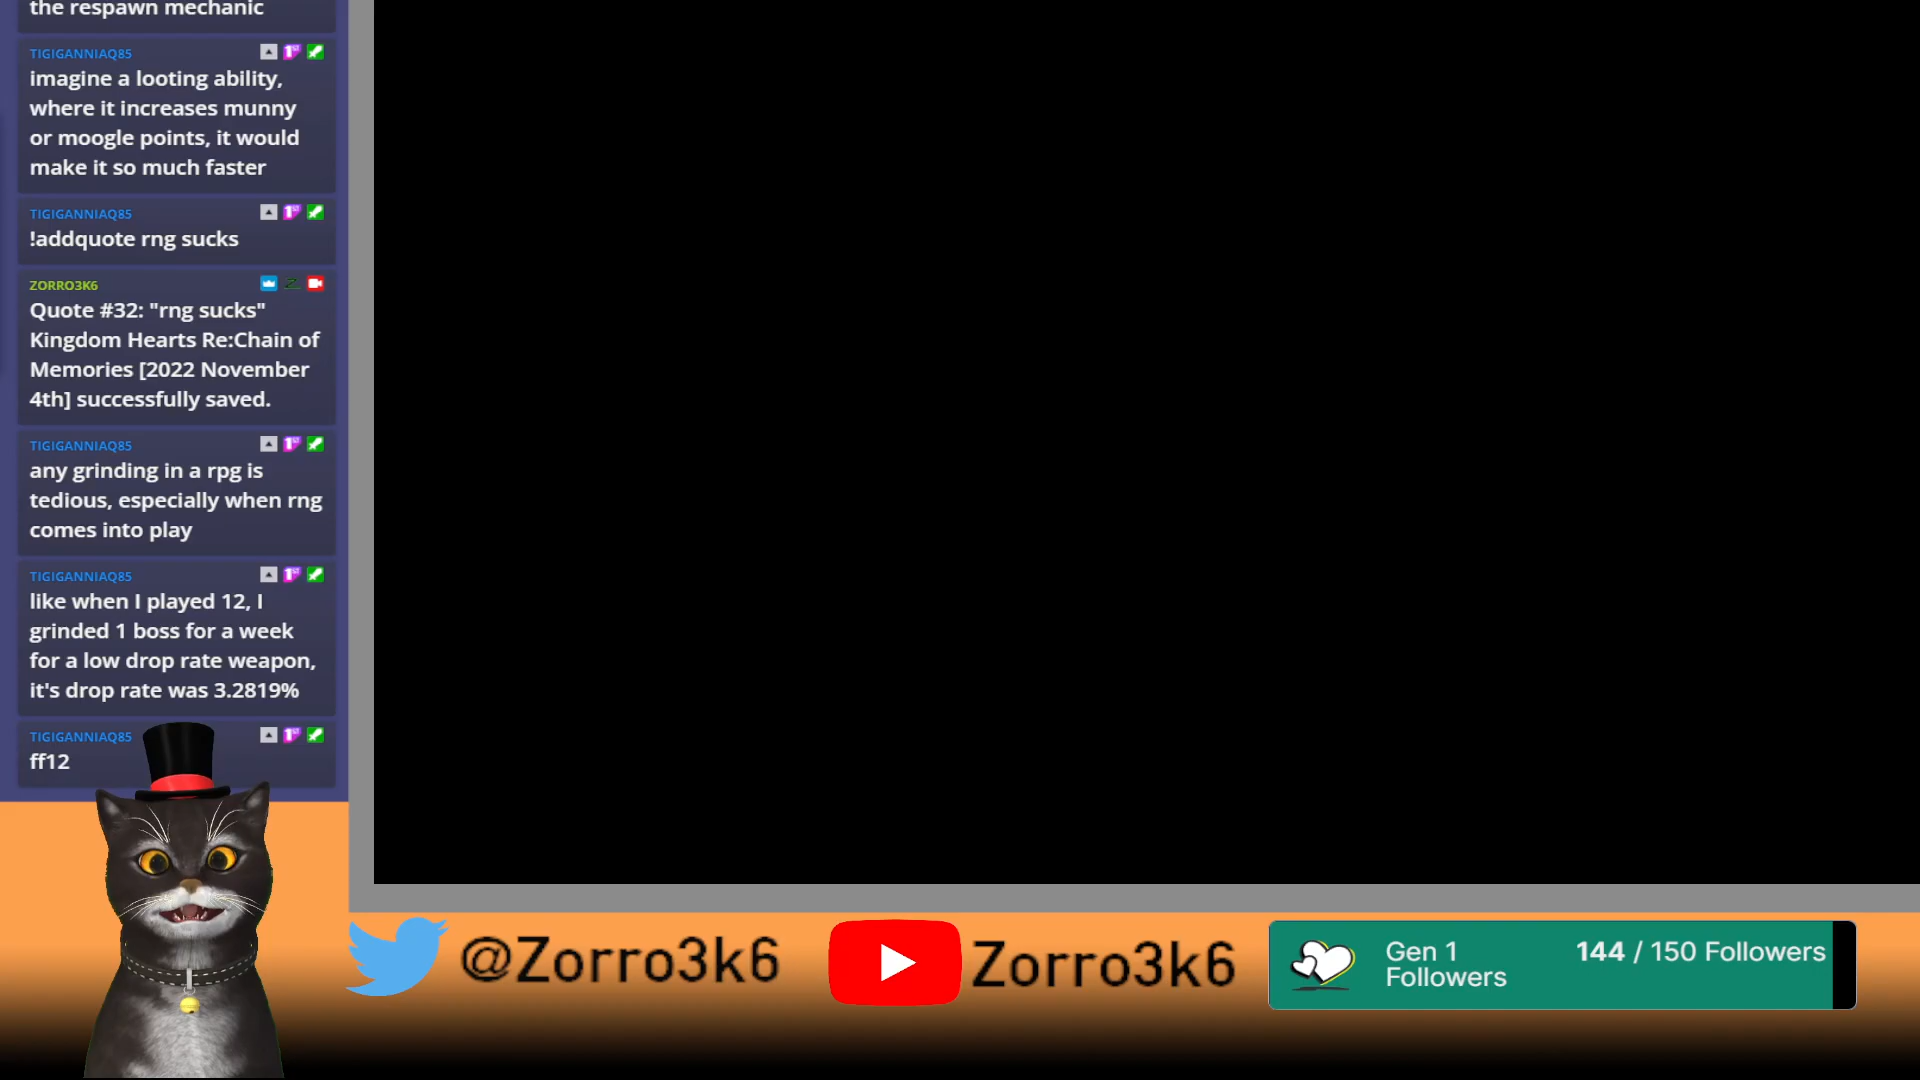 the respawn mechanic
TIGIGANNIAQ85
imagine a looting ability,
where it increases munny
or moogle points, it would
make it so much faster
TIGIGANNIAQ85
!addquote rng sucks
ZORRO3K6
Quote #32: "rng sucks"
Kingdom Hearts Re:Chain of
Memories [2022 November
4th] successfully saved.
TIGIGANNIAQ85
any grinding in a rpg is
tedious, especially when rng
comes into play
TIGIGANNIAQ85
like when I played 12, I
grinded 1 boss for a week
for a low drop rate weapon,
it's drop rate was 3.2819%
TIGIGANNIAQ85
ff12
@Zorro3k6
Zorro3k6
Gen 1
Followers
144 / 150 Followers